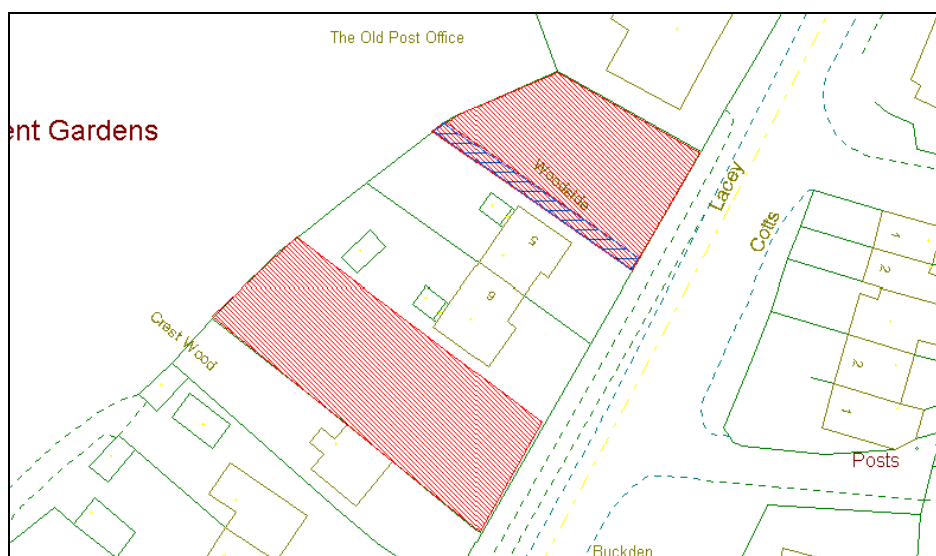 The Old Post Office
ent Gardens
Woodside
Lacey
Cotts
5
6
1
2
2
1
Crest Wood
Posts
Buckden